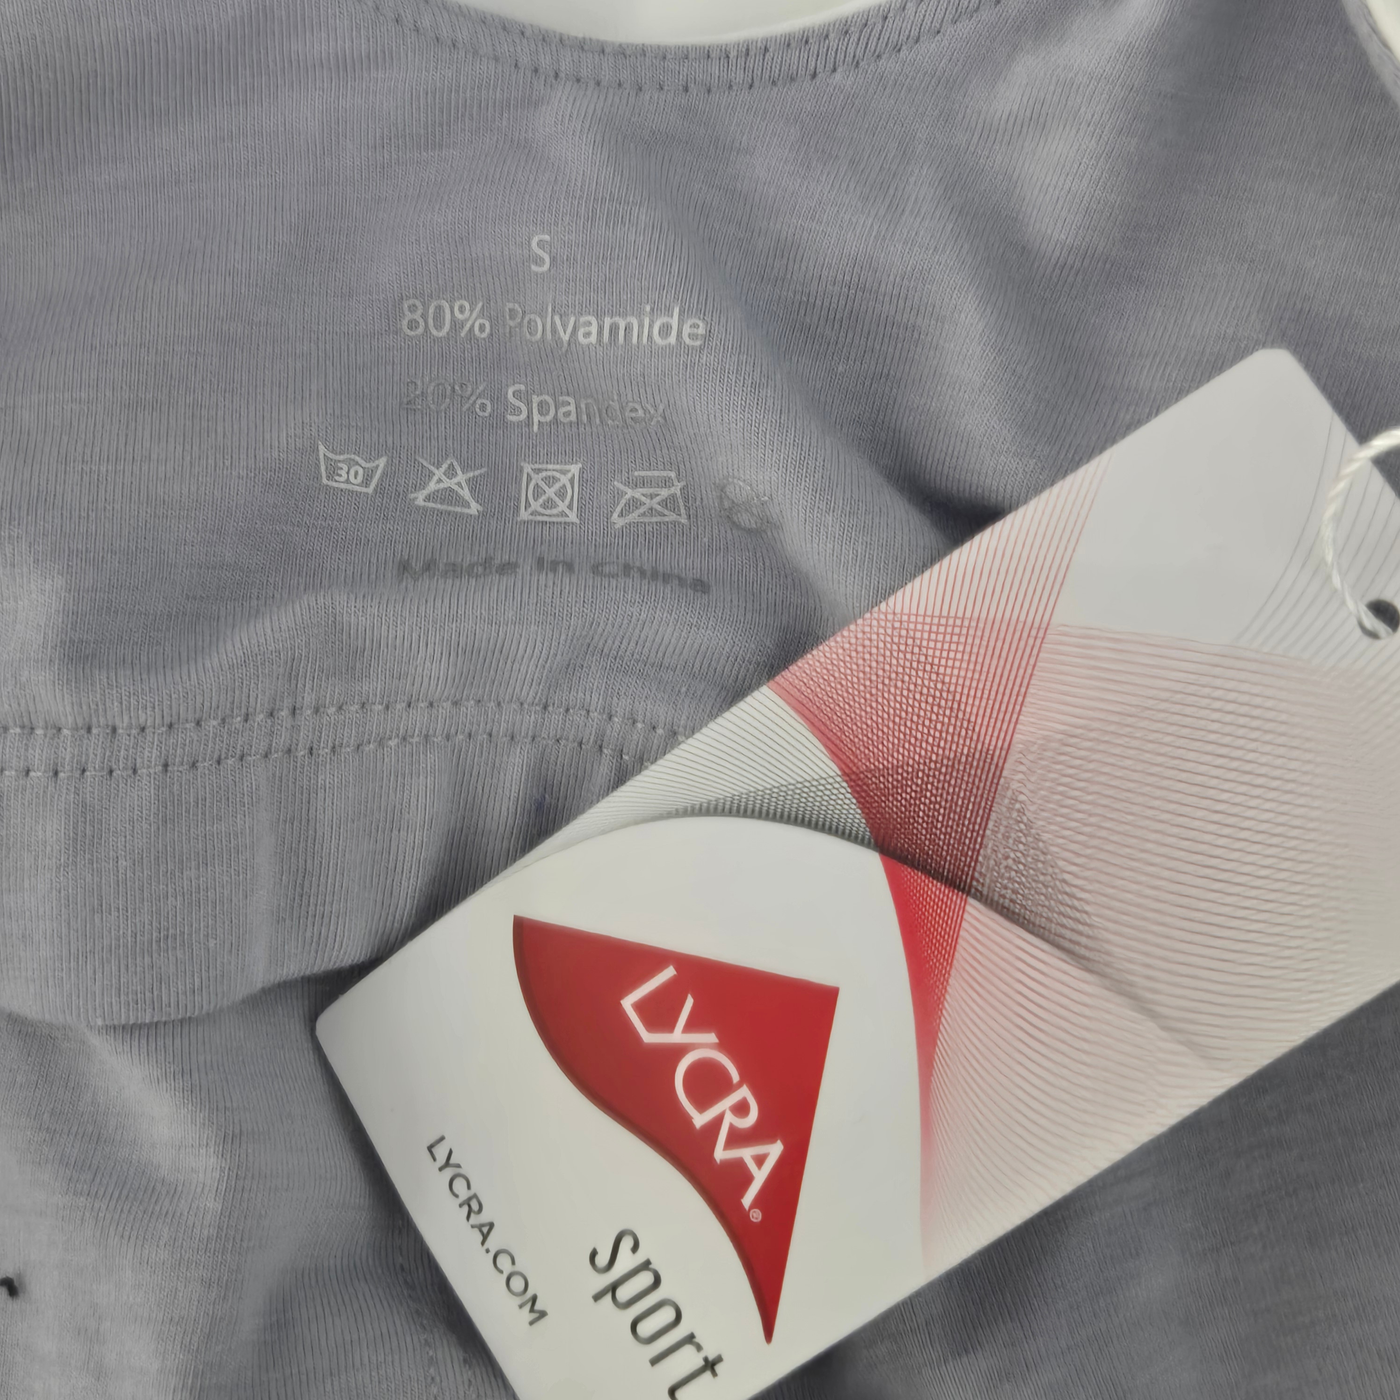 S
80% Polyamide
20% Spandex
30
Made In China
LYCRA®
LYCRA.COM
sport